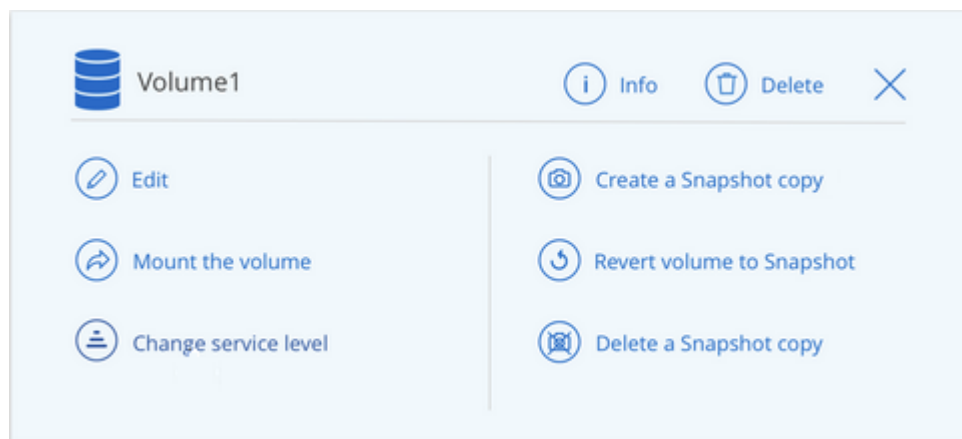 Volume1
Info
Delete
Edit
Mount the volume
Change service level
Create a Snapshot copy
Revert volume to Snapshot
Delete a Snapshot copy